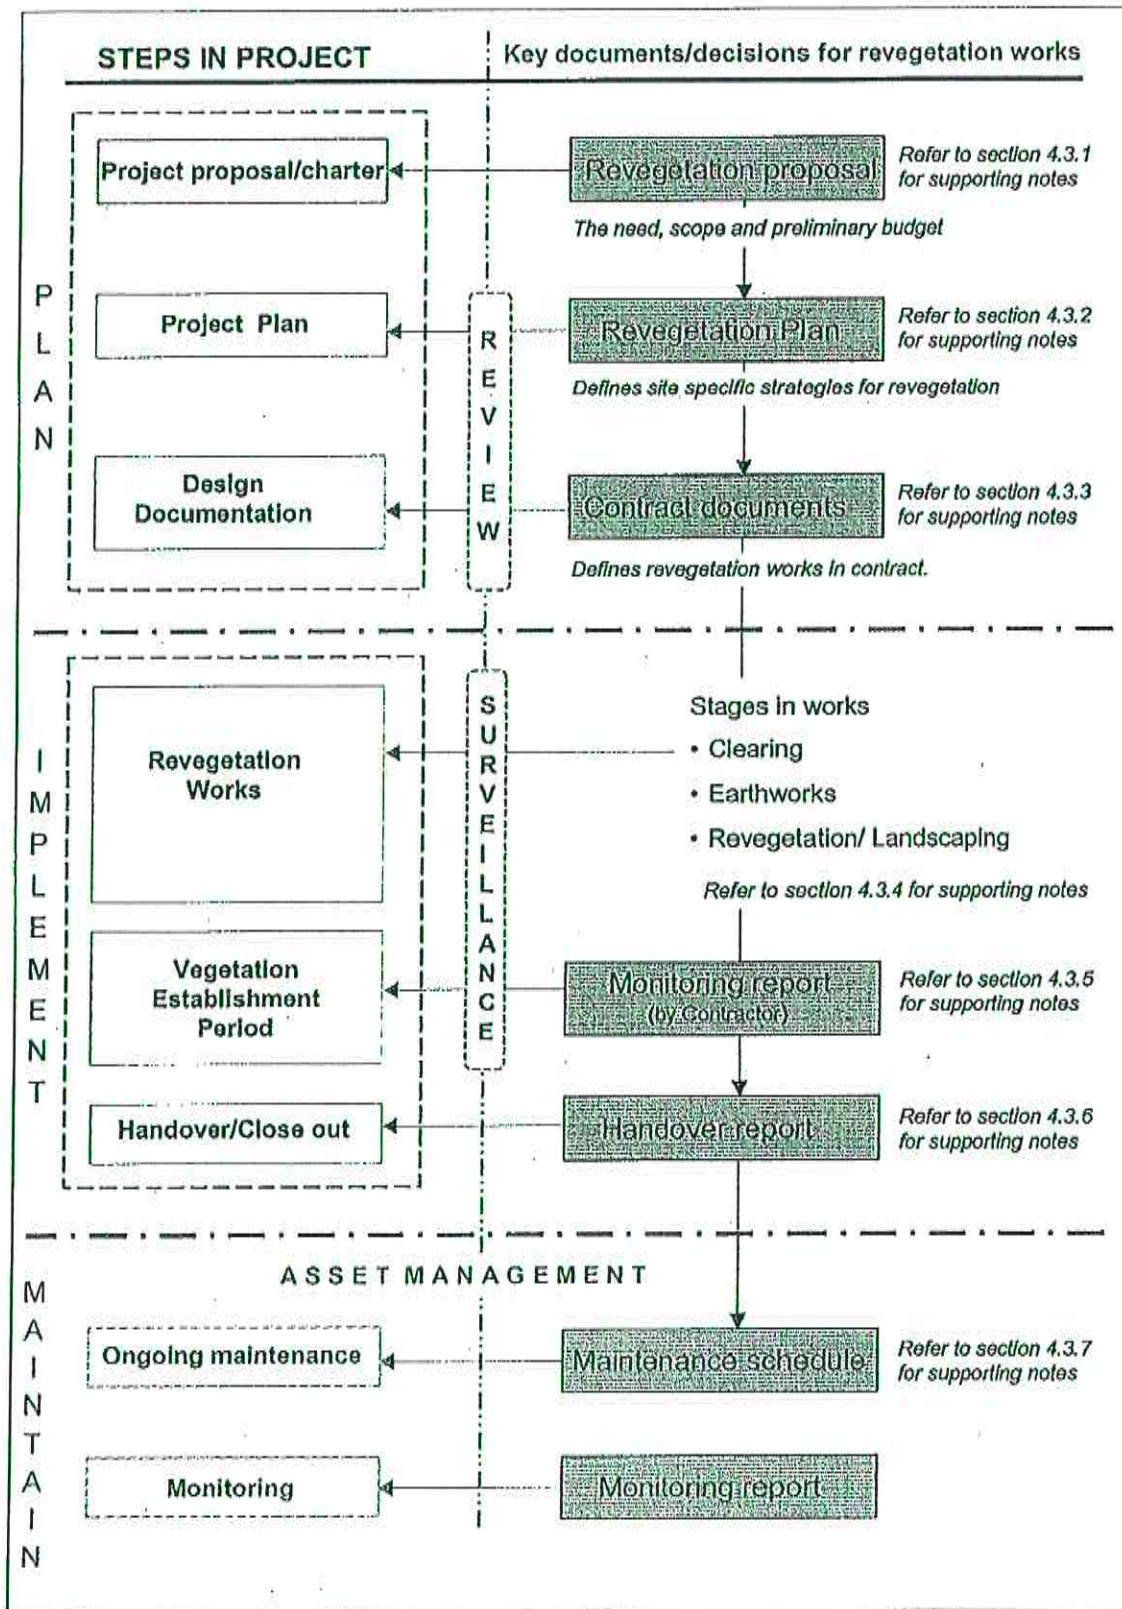 STEPS IN PROJECT
Key documents/decisions for revegetation works
PLAN
Project proposal/charter
Revegetation proposal
Refer to section 4.3.1
for supporting notes
The need, scope and preliminary budget
REVIEW
Project Plan
Revegetation Plan
Refer to section 4.3.2
for supporting notes
Defines site specific strategies for revegetation
Design
Documentation
Contract documents
Refer to section 4.3.3
for supporting notes
Defines revegetation works in contract.
IMPLEMENT
SURVEILLANCE
Revegetation
Works
Stages in works
• Clearing
• Earthworks
• Revegetation/ Landscaping
Refer to section 4.3.4 for supporting notes
Vegetation
Establishment
Period
Monitoring report
(by Contractor)
Refer to section 4.3.5
for supporting notes
Handover/Close out
Handover report
Refer to section 4.3.6
for supporting notes
MAINTAIN
ASSET MANAGEMENT
Ongoing maintenance
Maintenance schedule
Refer to section 4.3.7
for supporting notes
Monitoring
Monitoring report